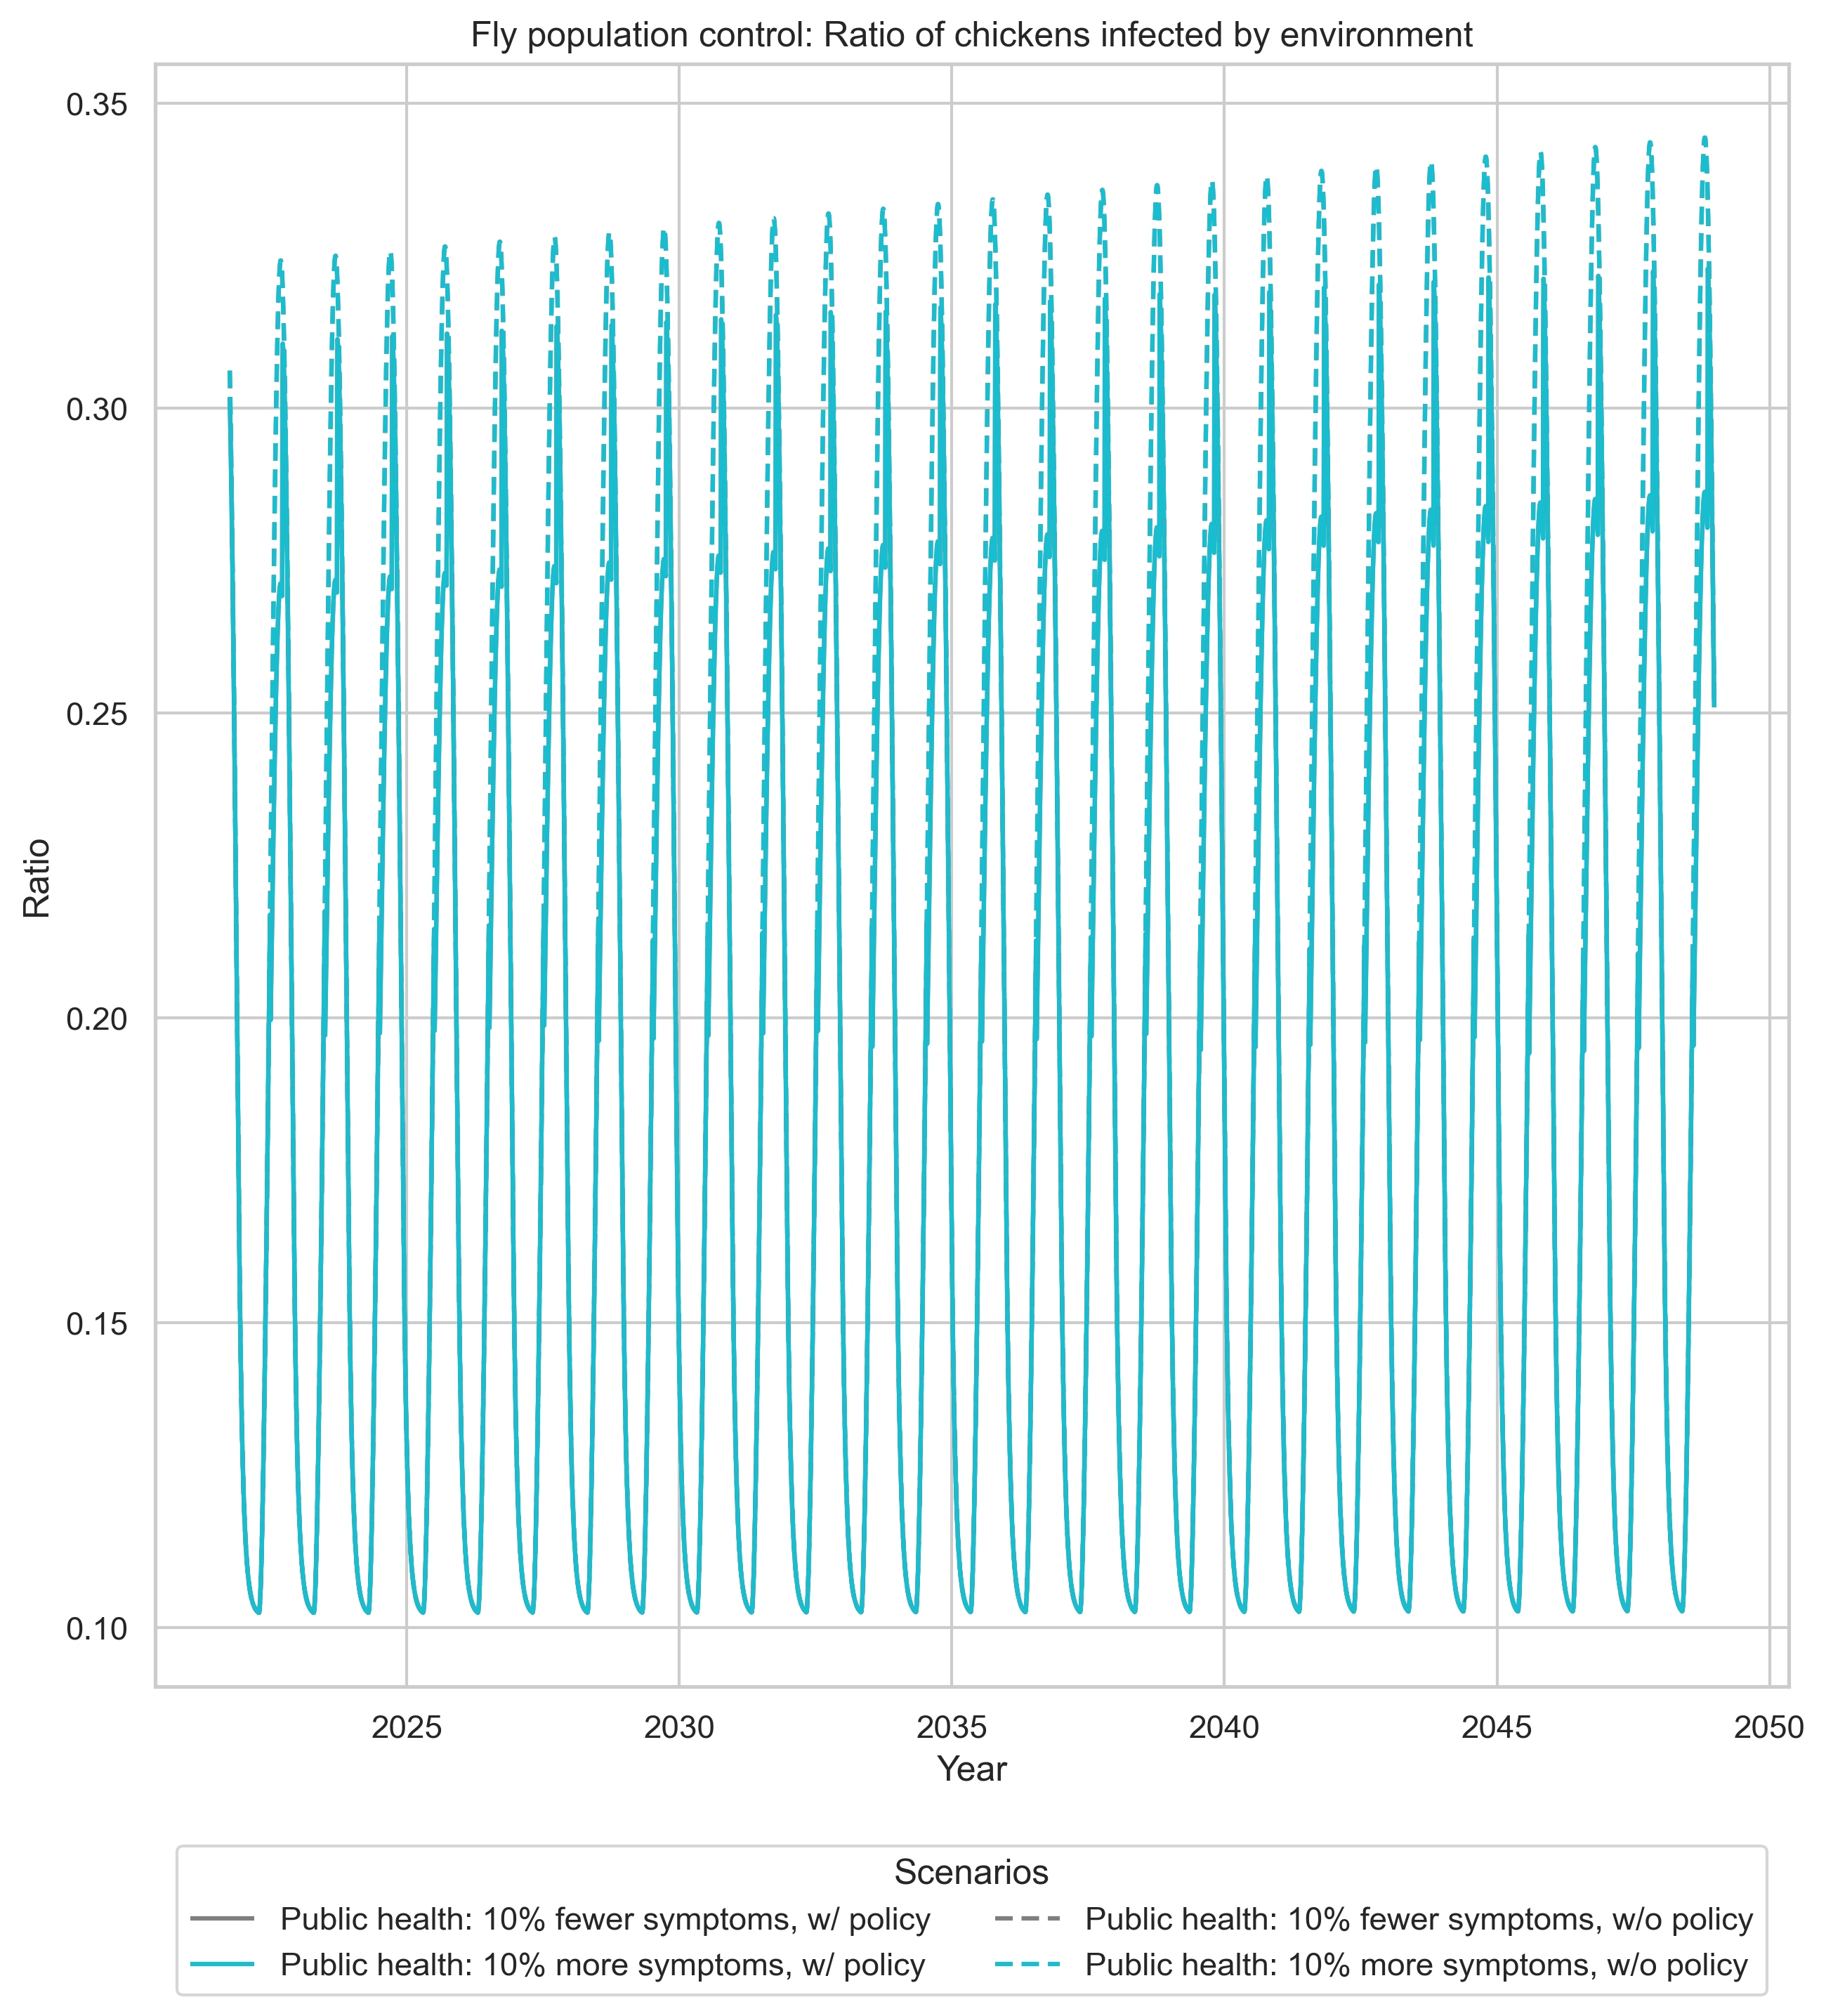 Fly population control: Ratio of chickens infected by environment
0.35
0.30
0.25
0.20
0.15
0.10
Ratio
2025 2030 2035 2040 2045 2050
Year
Scenarios
Public health: 10% fewer symptoms, w/ policy Public health: 10% fewer symptoms, w/o policy
Public health: 10% more symptoms, w/ policy Public health: 10% more symptoms, w/o policy